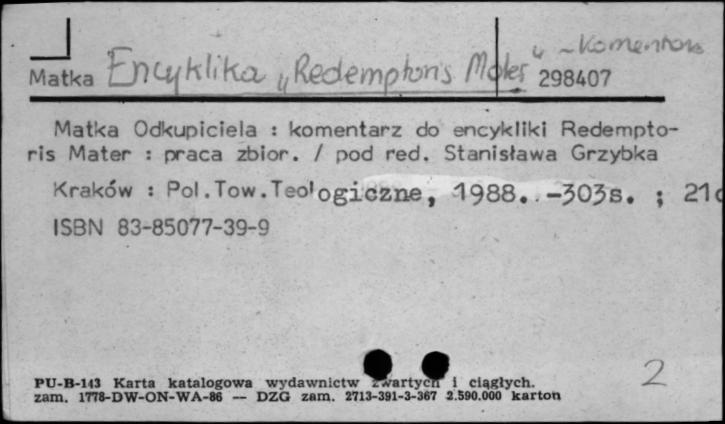 Matka Encyklika „Redemptoris Mater" – komentarz 298407
Matka Odkupiciela : komentarz do encykliki Redempto-
ris Mater : praca zbior. / pod red. Stanisława Grzybka
Kraków : Pol.Tow.Teologiczne, 1988. .-303s. ; 21c
ISBN 83-85077-39-9
2
PU-B-143 Karta katalogowa wydawnictw zwartych i ciągłych.
zam. 1778-DW-ON-WA-86 — DZG zam. 2713-391-3-367 2.590.000 karton